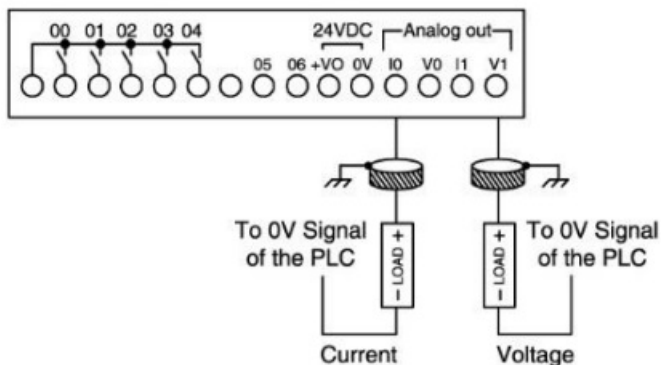 24VDC Analog out
00 01 02 03 04
05 06 +VO 0V I0 V0 I1 V1
To 0V Signal
of the PLC
+ LOAD −
Current
+ LOAD −
To 0V Signal
of the PLC
Voltage